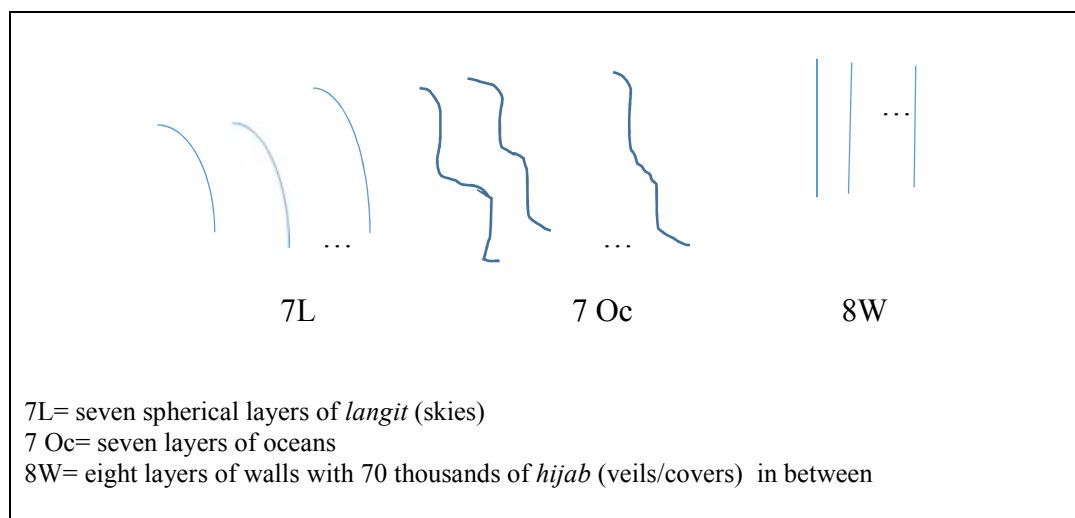 ...
... ...
7L 7 Oc 8W
7L= seven spherical layers of langit (skies)
7 Oc= seven layers of oceans
8W= eight layers of walls with 70 thousands of hijab (veils/covers) in between